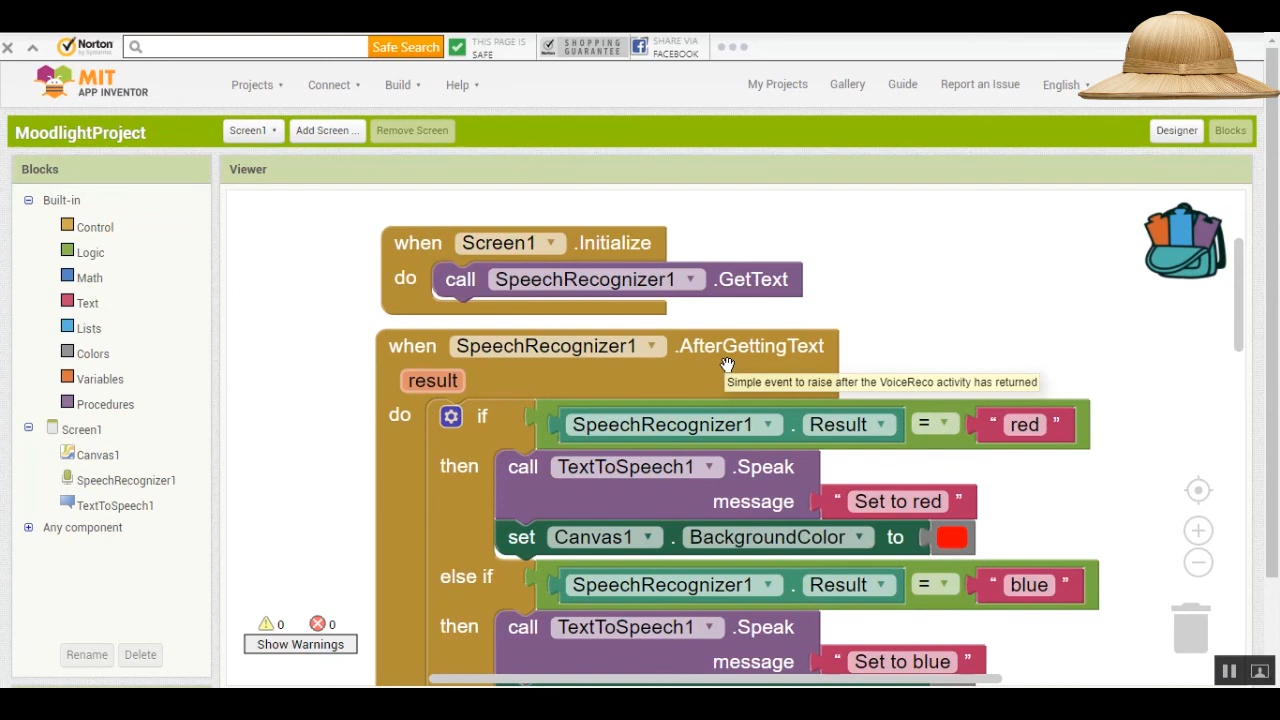 Norton
by Symantec
Safe Search
THIS PAGE IS
SAFE
SHOPPING
GUARANTEE
SHARE VIA
FACEBOOK
MIT
APP INVENTOR
Projects
Connect
Build
Help
My Projects
Gallery
Guide
Report an Issue
English
MoodlightProject
Screen1
Add Screen ...
Remove Screen
Designer
Blocks
Blocks
Viewer
Built-in
Control
Logic
Math
Text
Lists
Colors
Variables
Procedures
Screen1
Canvas1
SpeechRecognizer1
TextToSpeech1
Any component
Rename
Delete
when Screen1 .Initialize
do call SpeechRecognizer1 .GetText
when SpeechRecognizer1 .AfterGettingText
Simple event to raise after the VoiceReco activity has returned
result
do if SpeechRecognizer1 . Result = " red "
then call TextToSpeech1 .Speak
message " Set to red "
set Canvas1 . BackgroundColor to
else if SpeechRecognizer1 . Result = " blue "
then call TextToSpeech1 .Speak
message " Set to blue "
0 0
Show Warnings